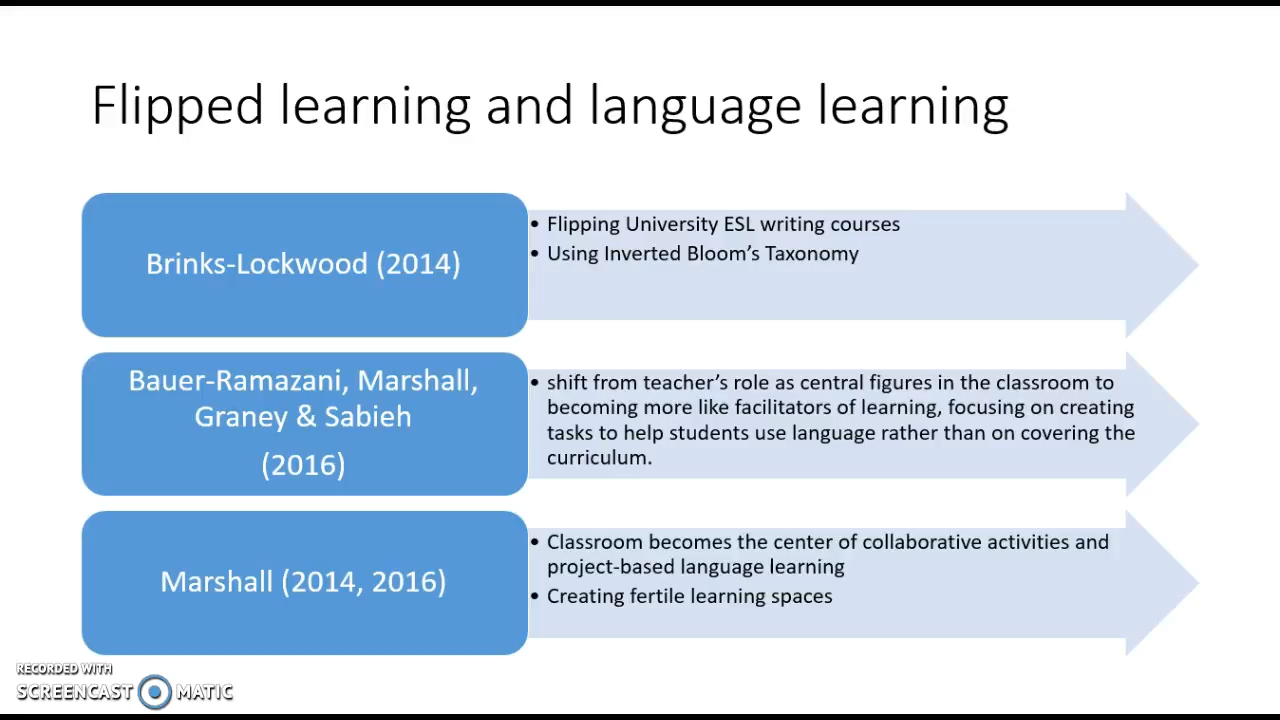 Flipped learning and language learning
Brinks-Lockwood (2014)
• Flipping University ESL writing courses
• Using Inverted Bloom’s Taxonomy
Bauer-Ramazani, Marshall,
Graney & Sabieh
(2016)
• shift from teacher’s role as central figures in the classroom to
becoming more like facilitators of learning, focusing on creating
tasks to help students use language rather than on covering the
curriculum.
Marshall (2014, 2016)
• Classroom becomes the center of collaborative activities and
project-based language learning
• Creating fertile learning spaces
RECORDED WITH
SCREENCAST MATIC